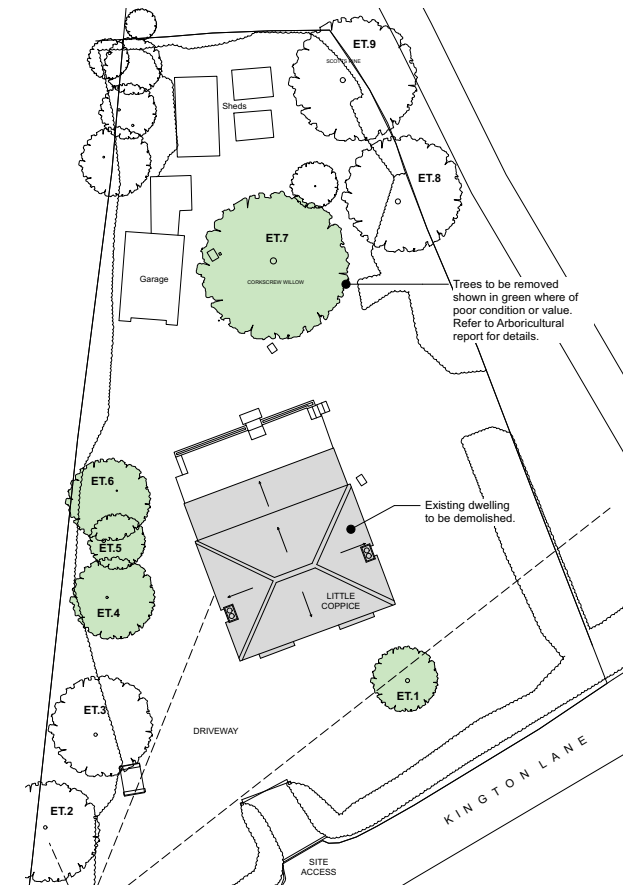 ET.9
SCOTTS PINE
Sheds
ET.8
ET.7
CORKSCREW WILLOW
Garage
Trees to be removed
shown in green where of
poor condition or value.
Refer to Arboricultural
report for details.
ET.6
ET.5
ET.4
Existing dwelling
to be demolished.
LITTLE
COPPICE
ET.1
ET.3
DRIVEWAY
ET.2
KINGTON LANE
SITE
ACCESS